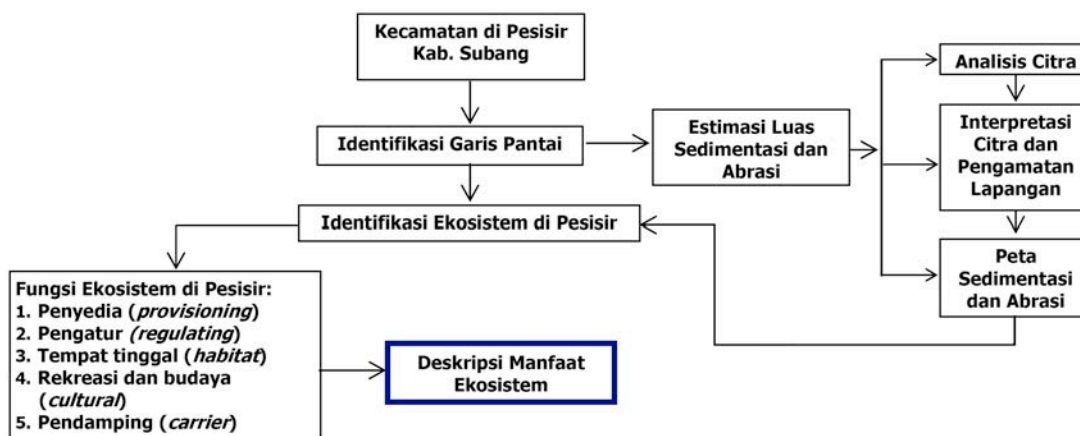 Kecamatan di Pesisir
Kab. Subang
Identifikasi Garis Pantai
Estimasi Luas
Sedimentasi dan
Abrasi
Analisis Citra
Interpretasi
Citra dan
Pengamatan
Lapangan
Peta
Sedimentasi
dan Abrasi
Identifikasi Ekosistem di Pesisir
Fungsi Ekosistem di Pesisir:
1. Penyedia (provisioning)
2. Pengatur (regulating)
3. Tempat tinggal (habitat)
4. Rekreasi dan budaya
(cultural)
5. Pendamping (carrier)
Deskripsi Manfaat
Ekosistem